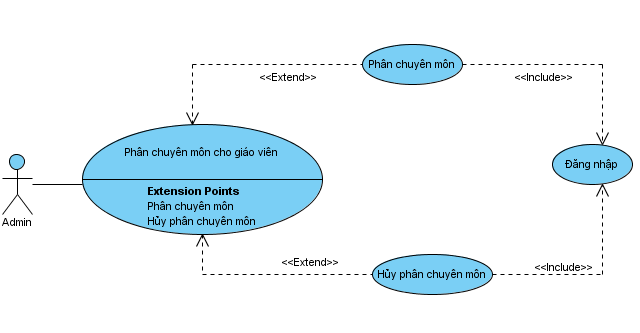 Phân chuyên môn
<<Extend>>
<<Include>>
Phân chuyên môn cho giáo viên
Đăng nhập
Extension Points
Phân chuyên môn
Hủy phân chuyên môn
Admin
<<Extend>>
<<Include>>
Hủy phân chuyên môn